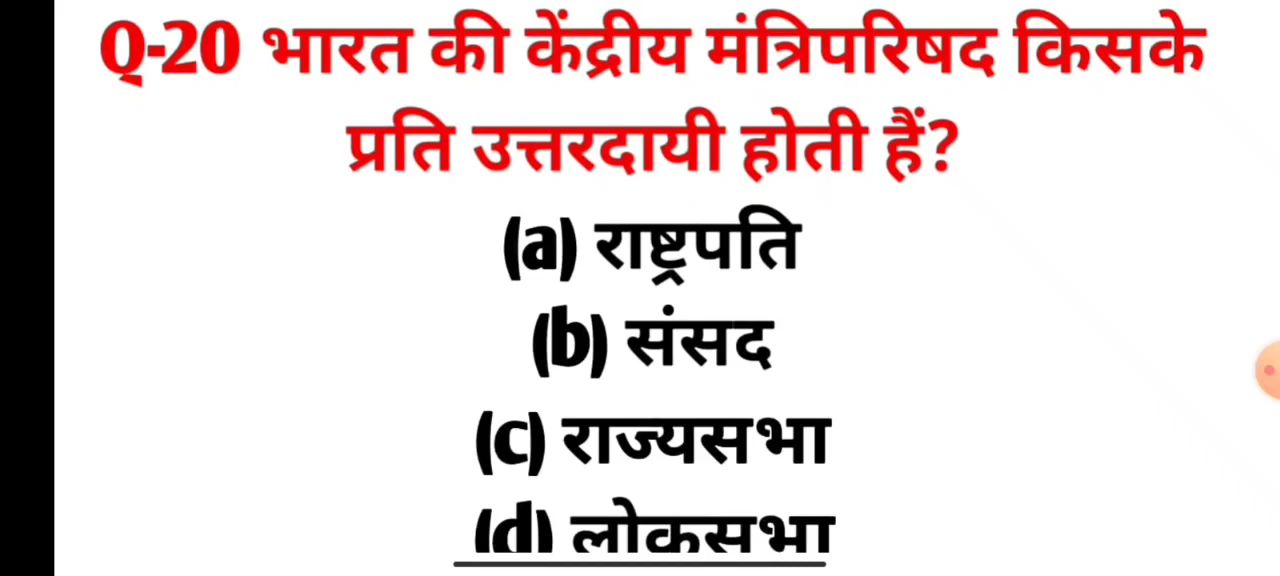 Q-20 भारत की केंद्रीय मंत्रिपरिषद किसके
प्रति उत्तरदायी होती हैं?
(a) राष्ट्रपति
(b) संसद
(c) राज्यसभा
(d) लोकसभा